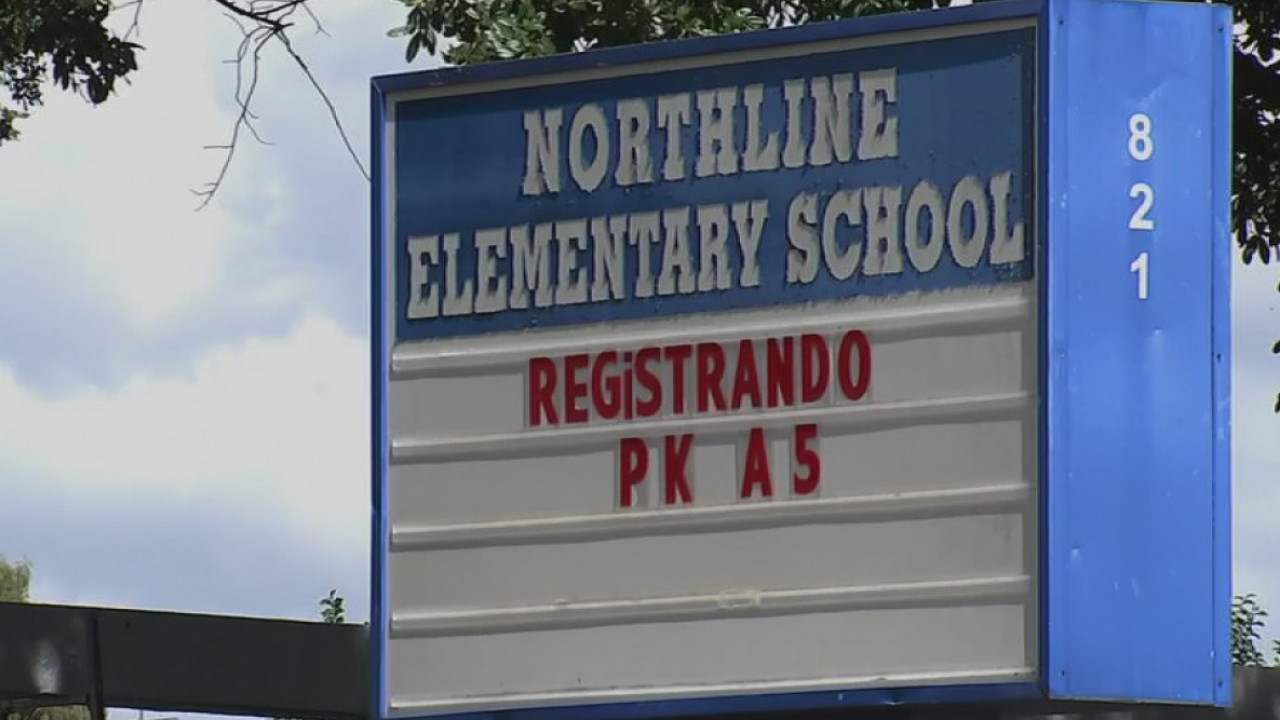 NORTHLINE
ELEMENTARY SCHOOL
REGiSTRANDO
PK A 5
821